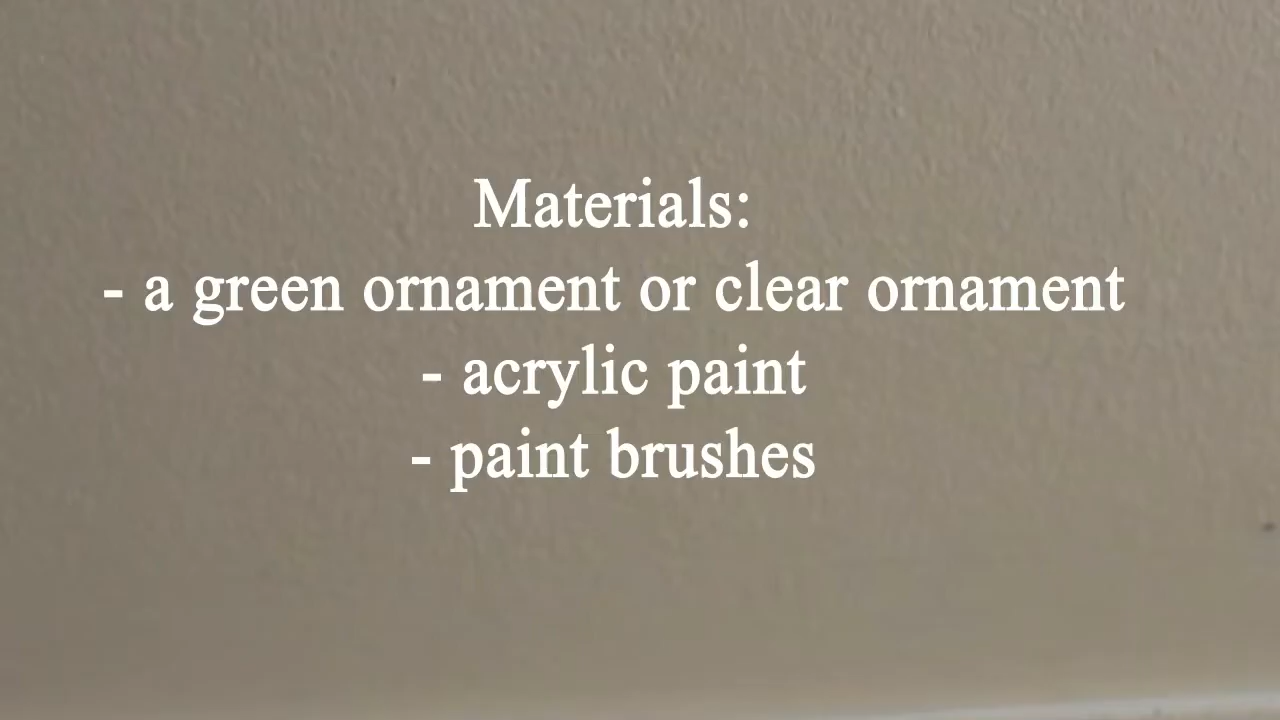 Materials:
- a green ornament or clear ornament
- acrylic paint
- paint brushes